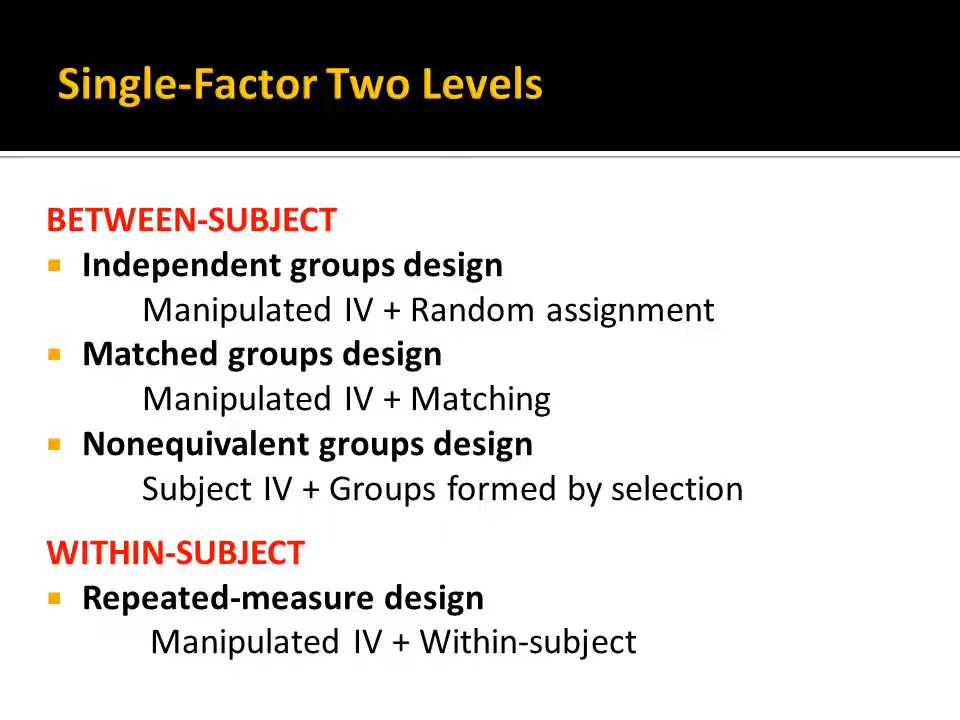 Single-Factor Two Levels
BETWEEN-SUBJECT
Independent groups design
Manipulated IV + Random assignment
Matched groups design
Manipulated IV + Matching
Nonequivalent groups design
Subject IV + Groups formed by selection
WITHIN-SUBJECT
Repeated-measure design
Manipulated IV + Within-subject